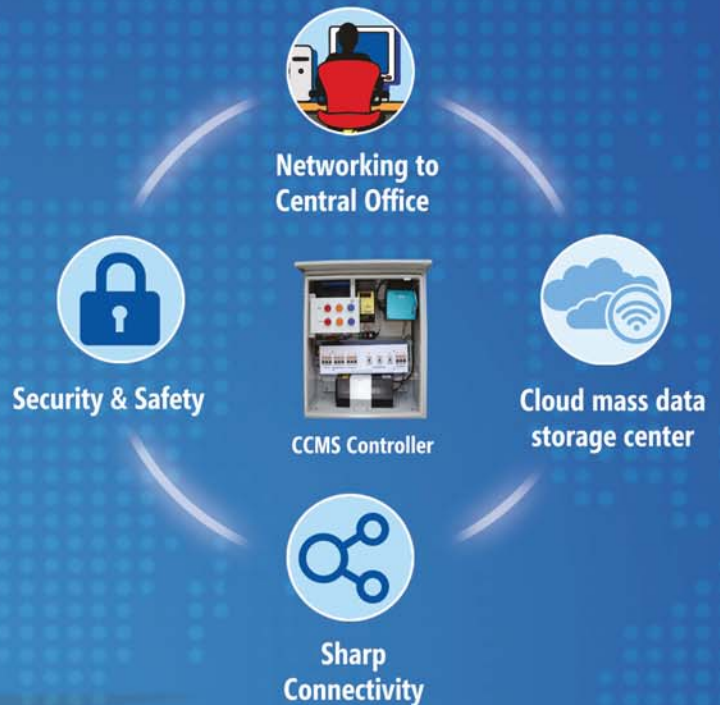 Networking to
Central Office
Security & Safety
Cloud mass data
storage center
CCMS Controller
Sharp
Connectivity